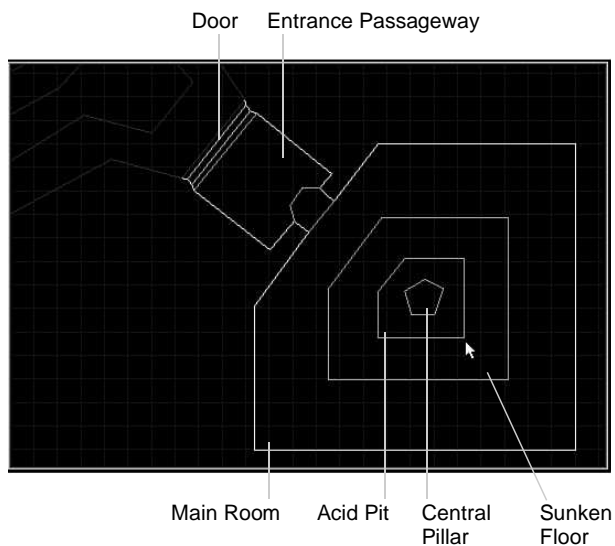 Door
Entrance Passageway
Main Room
Acid Pit
Central
Pillar
Sunken
Floor